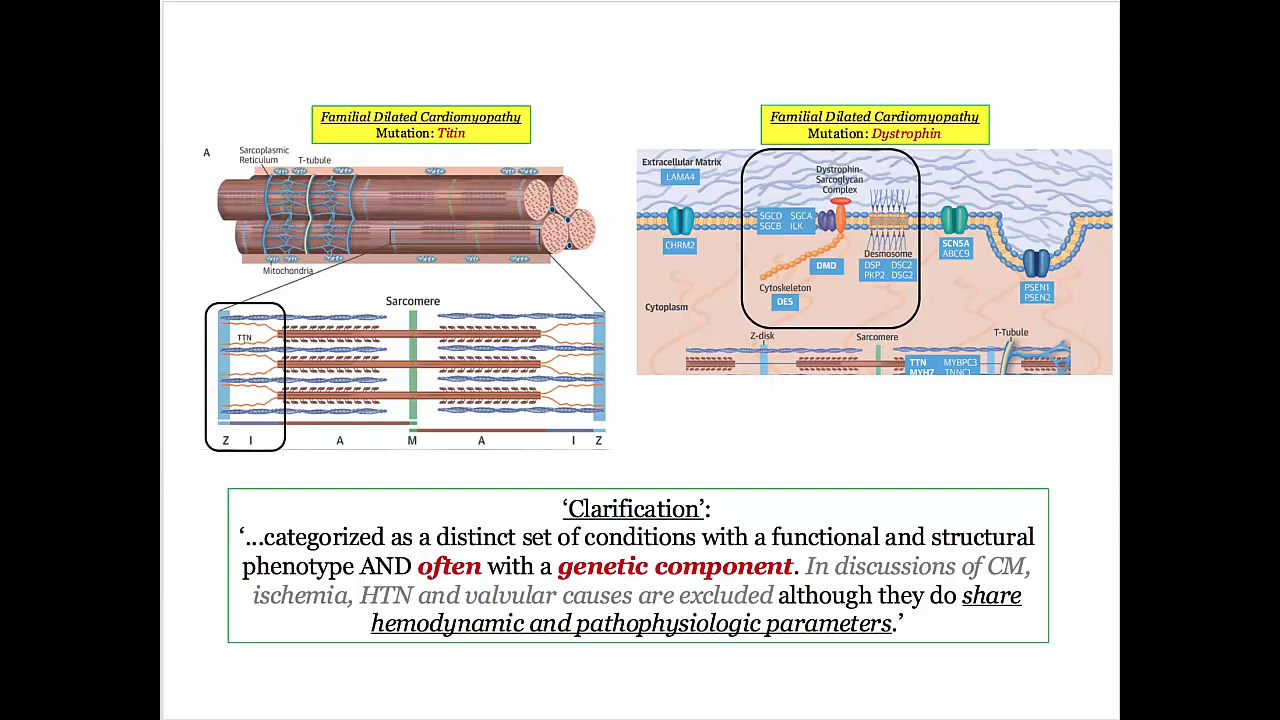 Familial Dilated Cardiomyopathy
Mutation: Titin
A
Sarcoplasmic
Reticulum
T-tubule
Mitochondria
Sarcomere
TTN
Z I A M A I Z
Familial Dilated Cardiomyopathy
Mutation: Dystrophin
Extracellular Matrix
LAMA4
Dystrophin-
Sarcoglycan
Complex
CHRM2
SGCD SGCA
SGCB ILK
DMD
Desmosome
DSP DSC2
PKP2 DSG2
SCN5A
ABCC9
PSEN1
PSEN2
Cytoskeleton
DES
Cytoplasm
Z-disk
Sarcomere
T-Tubule
TTN MYBPC3
MYH7 TNNC1
‘Clarification’:
‘...categorized as a distinct set of conditions with a functional and structural
phenotype AND often with a genetic component. In discussions of CM,
ischemia, HTN and valvular causes are excluded although they do share
hemodynamic and pathophysiologic parameters.’